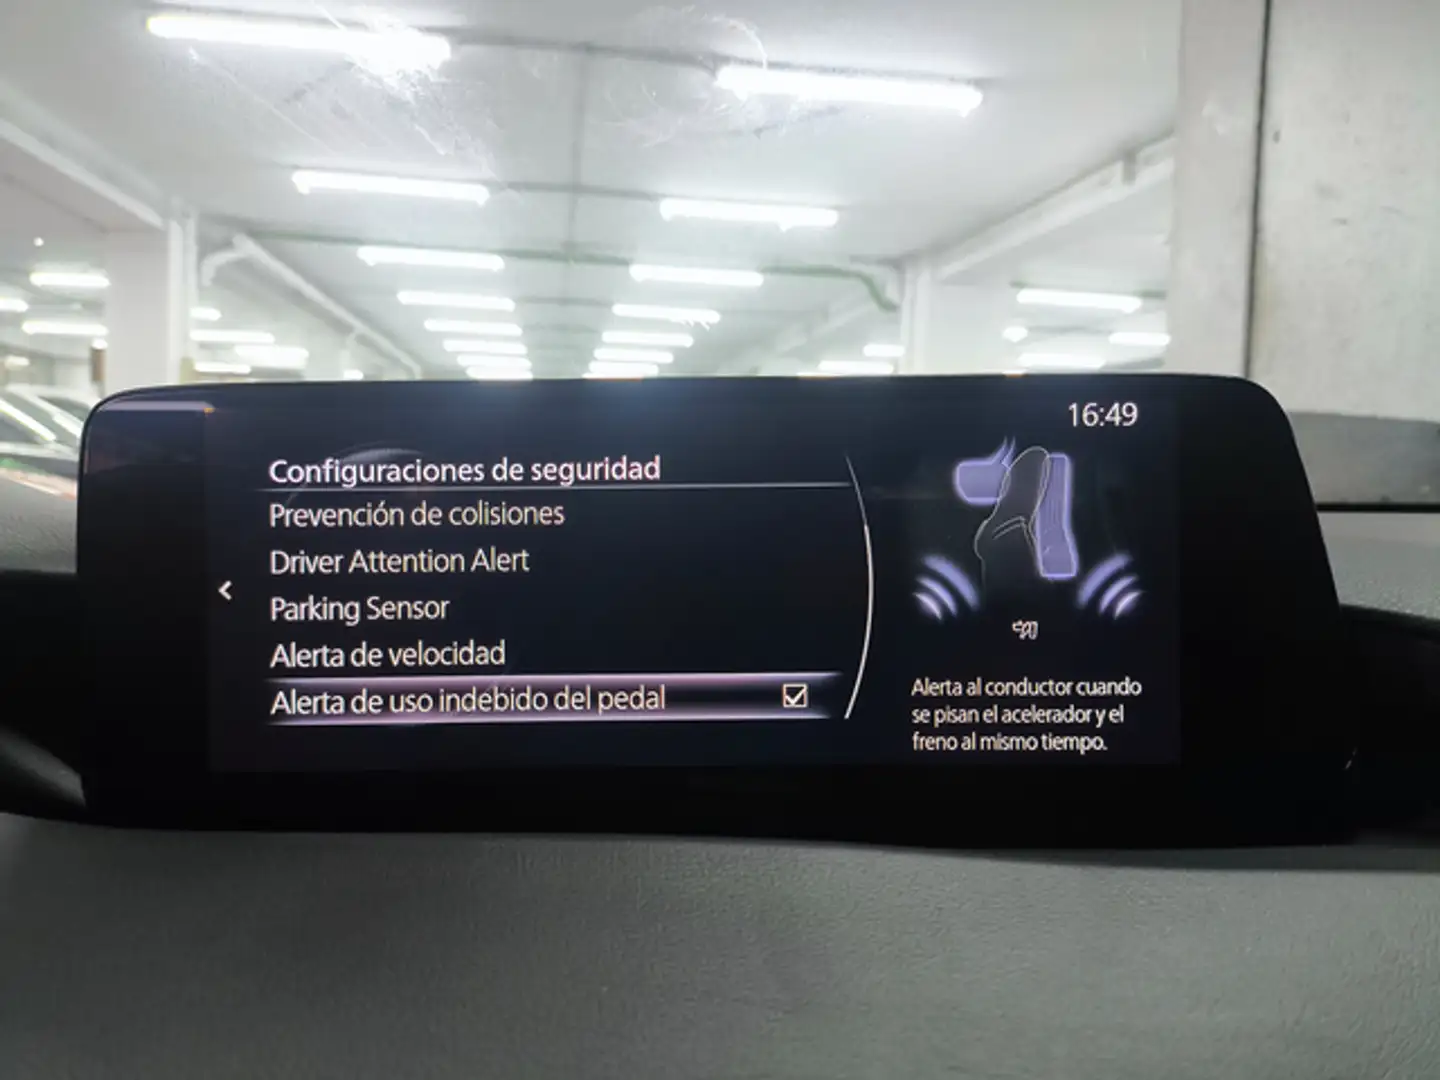 16:49
Configuraciones de seguridad
Prevención de colisiones
Driver Attention Alert
Parking Sensor
Alerta de velocidad
Alerta de uso indebido del pedal
Alerta al conductor cuando
se pisan el acelerador y el
freno al mismo tiempo.